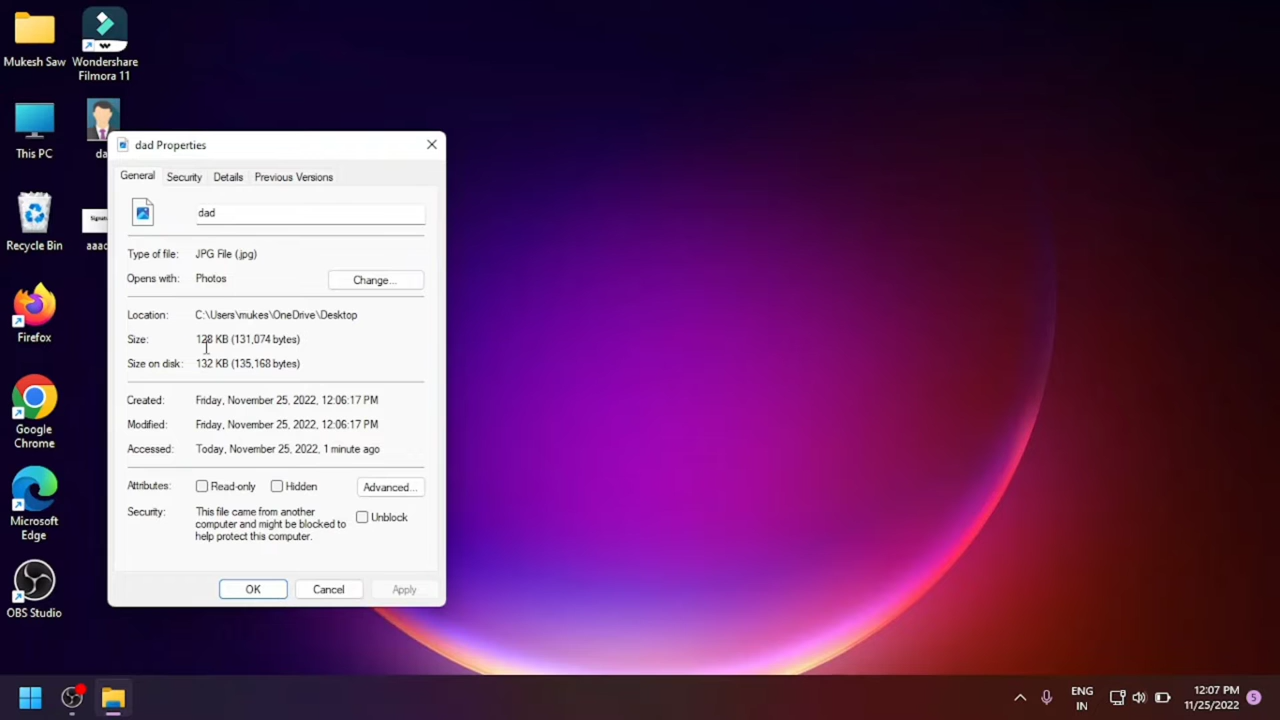 Mukesh Saw
Wondershare
Filmora 11
This PC
da
Recycle Bin
Signatu
aaad
Firefox
Google
Chrome
Microsoft
Edge
OBS Studio
dad Properties
General
Security
Details
Previous Versions
dad
Type of file:
JPG File (.jpg)
Opens with:
Photos
Change...
Location:
C:\Users\mukes\OneDrive\Desktop
Size:
128 KB (131,074 bytes)
Size on disk:
132 KB (135,168 bytes)
Created:
Friday, November 25, 2022, 12:06:17 PM
Modified:
Friday, November 25, 2022, 12:06:17 PM
Accessed:
Today, November 25, 2022, 1 minute ago
Attributes:
Read-only
Hidden
Advanced...
Security:
This file came from another
computer and might be blocked to
help protect this computer.
Unblock
OK
Cancel
Apply
ENG
IN
12:07 PM
11/25/2022
5